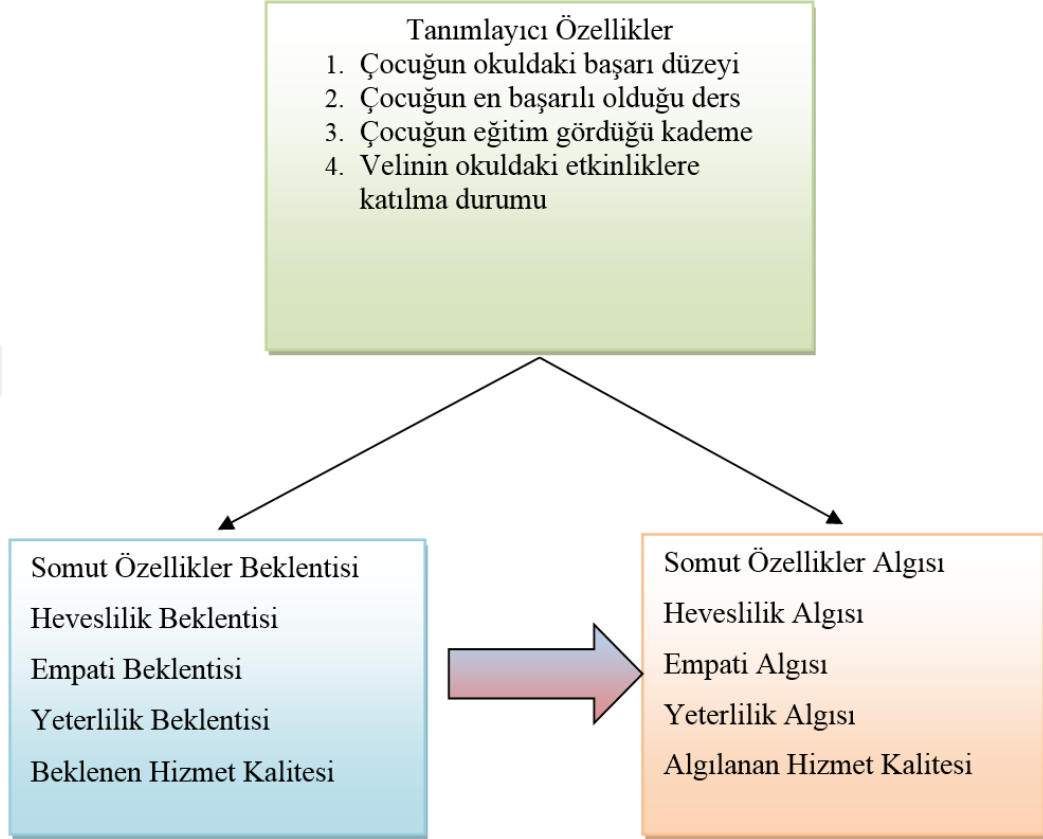 Tanımlayıcı Özellikler
1. Çocuğun okuldaki başarı düzeyi
2. Çocuğun en başarılı olduğu ders
3. Çocuğun eğitim gördüğü kademe
4. Velinin okuldaki etkinliklere
katılma durumu
Somut Özellikler Beklentisi
Heveslilik Beklentisi
Empati Beklentisi
Yeterlilik Beklentisi
Beklenen Hizmet Kalitesi
Somut Özellikler Algısı
Heveslilik Algısı
Empati Algısı
Yeterlilik Algısı
Algılanan Hizmet Kalitesi